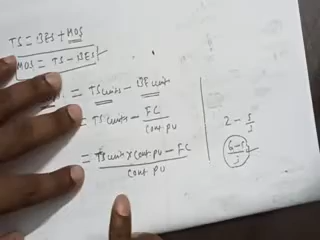 TS = BES + MOS
MOS = TS - BES
= TS units - BE units
= TS units - FC / cont. pu
= TS units x cont. pu - FC / cont. pu
2 - 5/3
6-5/3